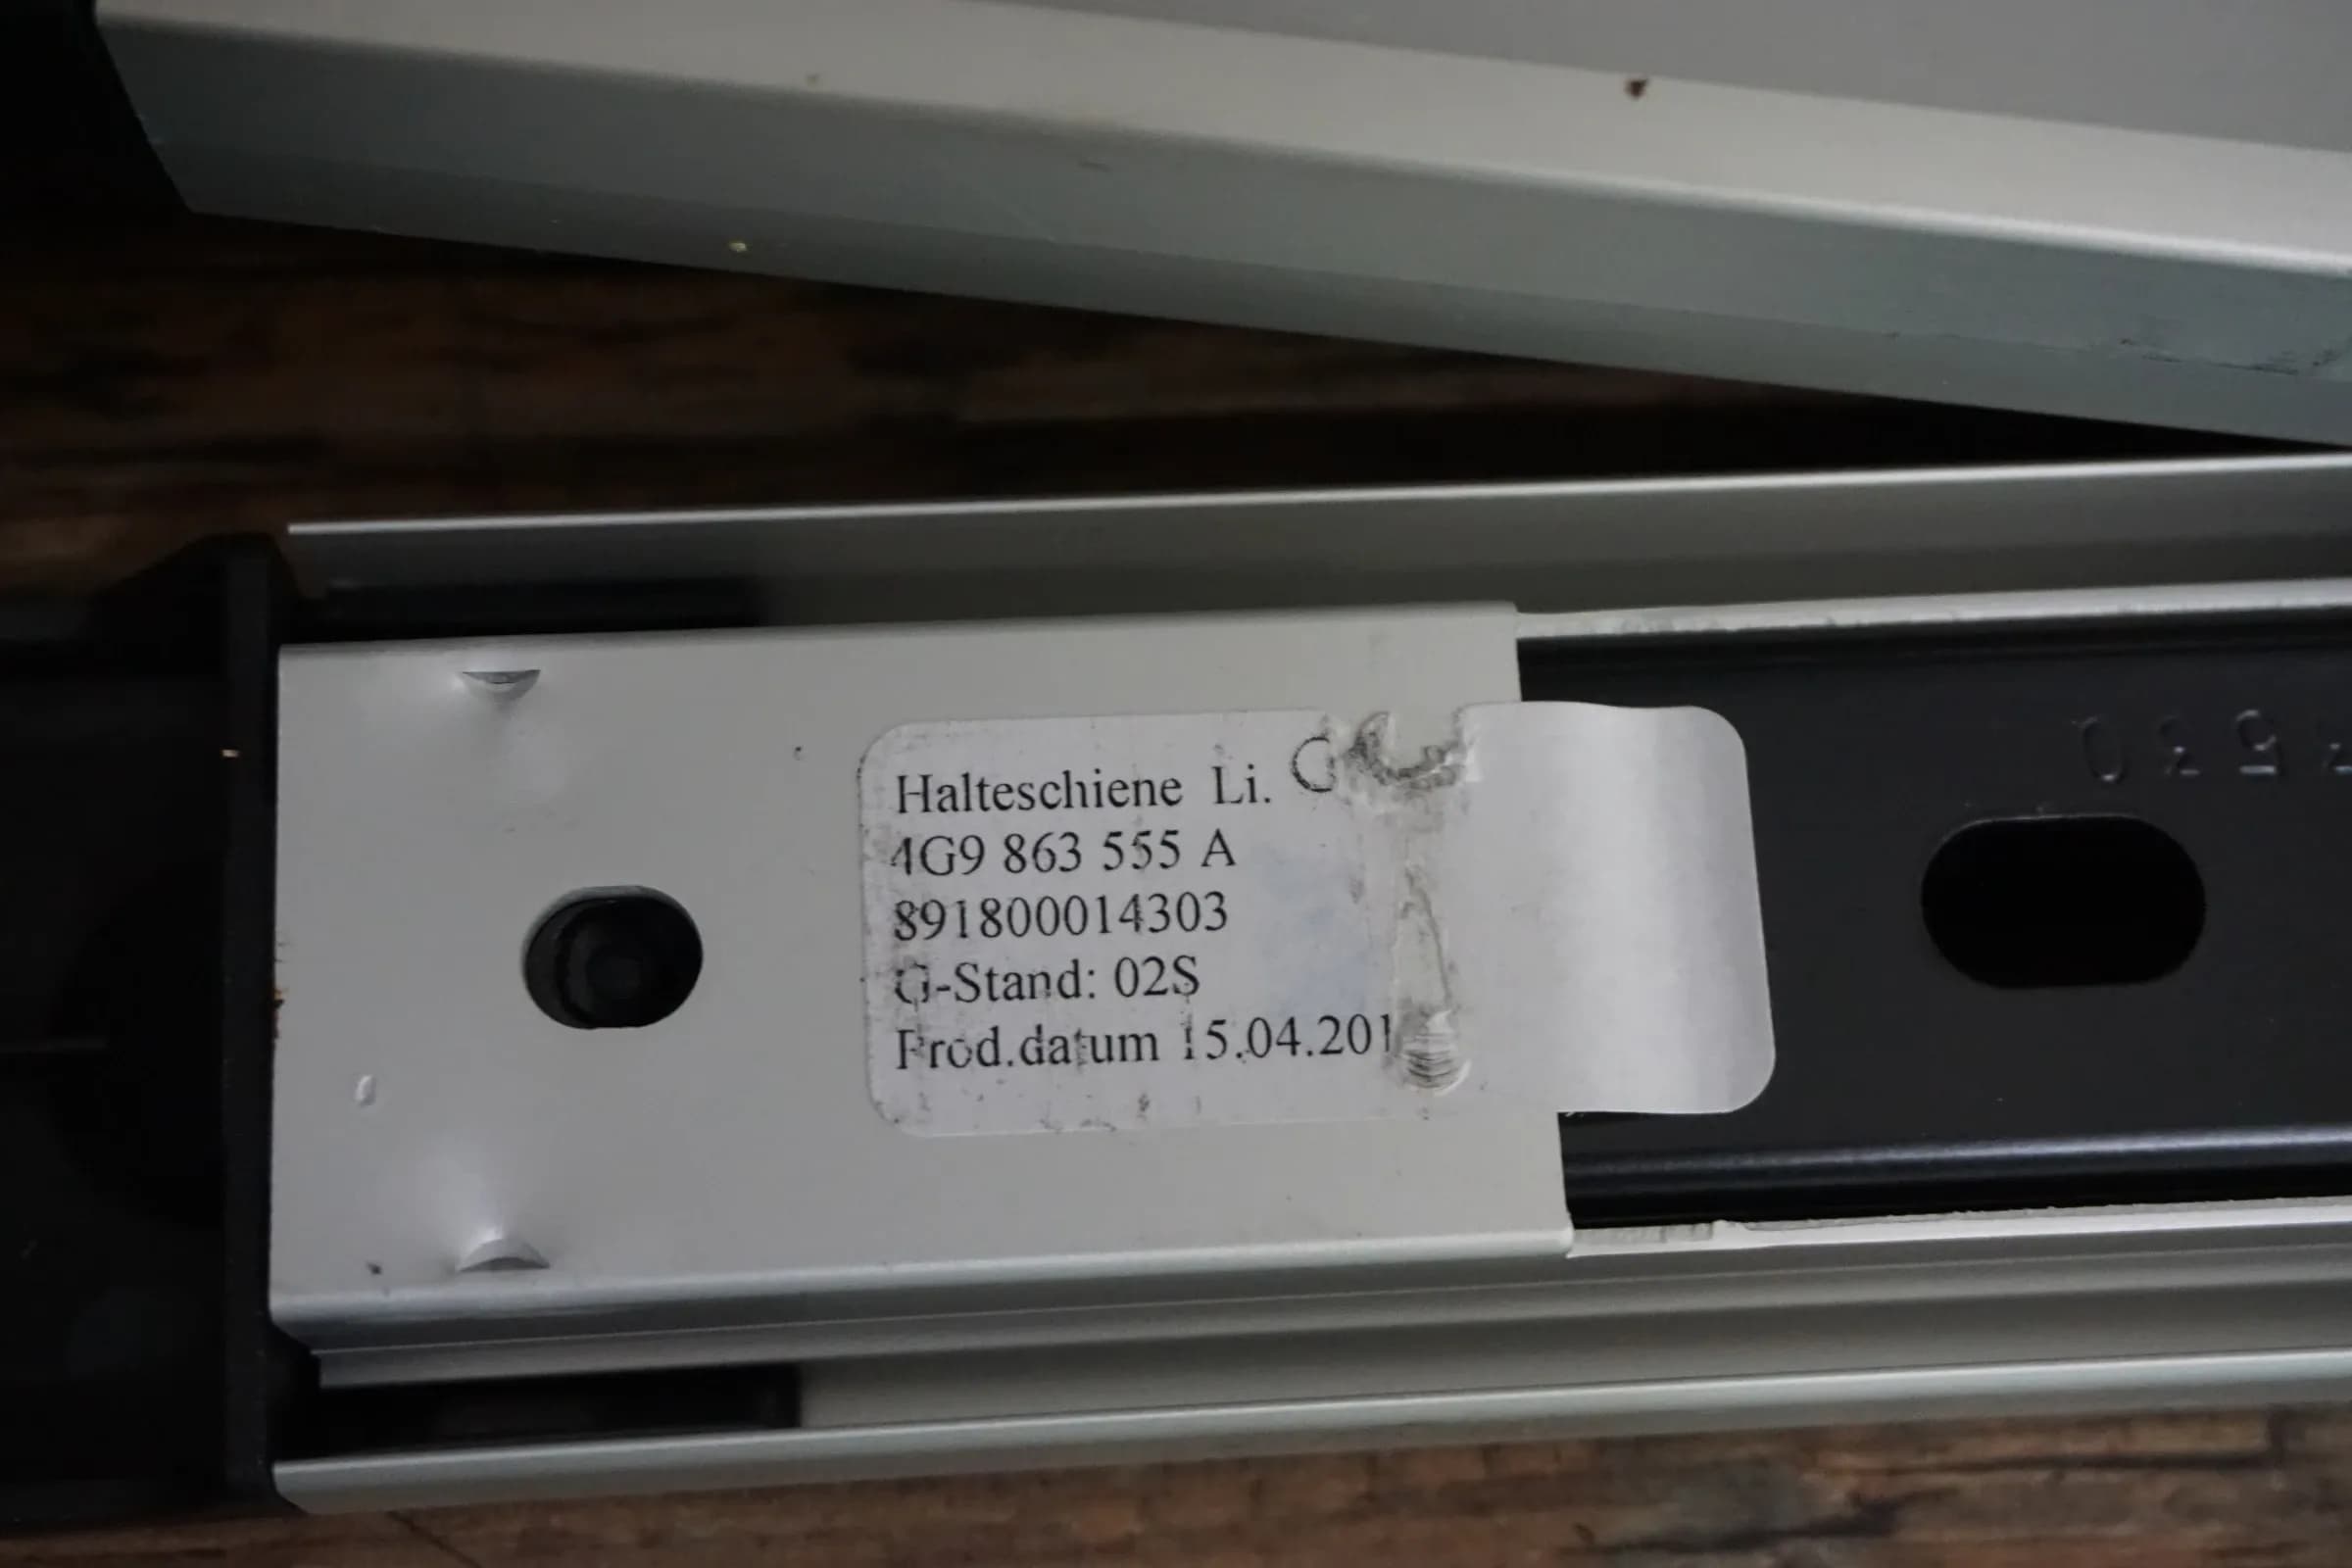 Halteschiene Li.
4G9 863 555 A
891800014303
G-Stand: 02S
Prod.datum 15.04.201